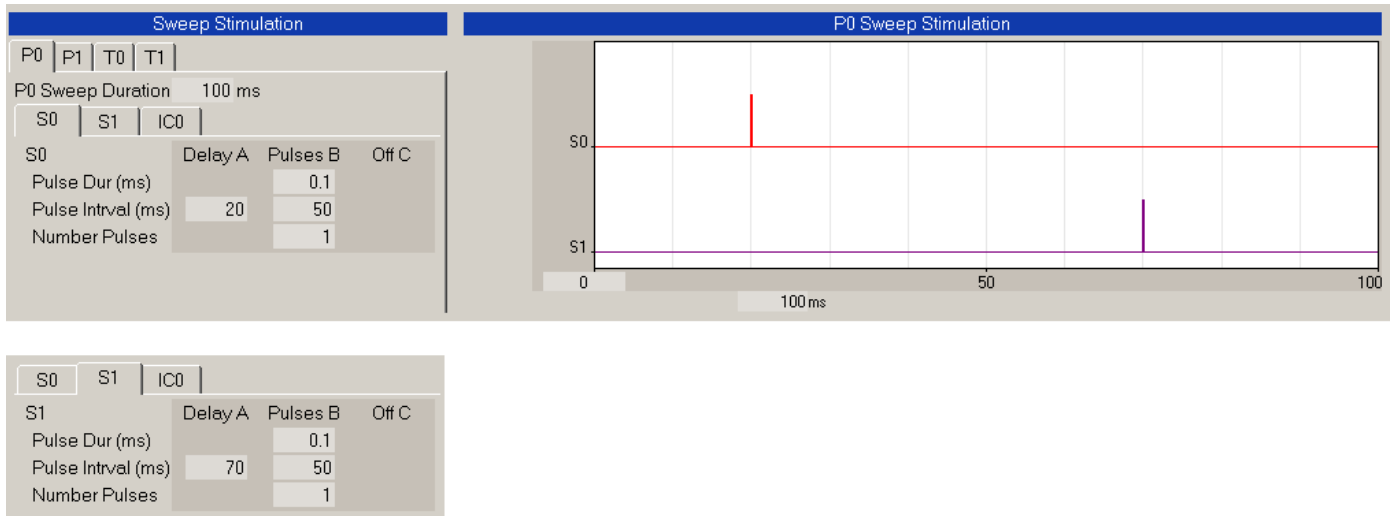 Sweep Stimulation
P0 P1 T0 T1
P0 Sweep Duration 100 ms
S0 S1 IC0
S0 Delay A Pulses B Off C
Pulse Dur (ms) 0.1
Pulse Intrval (ms) 20 50
Number Pulses 1
P0 Sweep Stimulation
S0
S1
0 50 100
100 ms
S0 S1 IC0
S1 Delay A Pulses B Off C
Pulse Dur (ms) 0.1
Pulse Intrval (ms) 70 50
Number Pulses 1